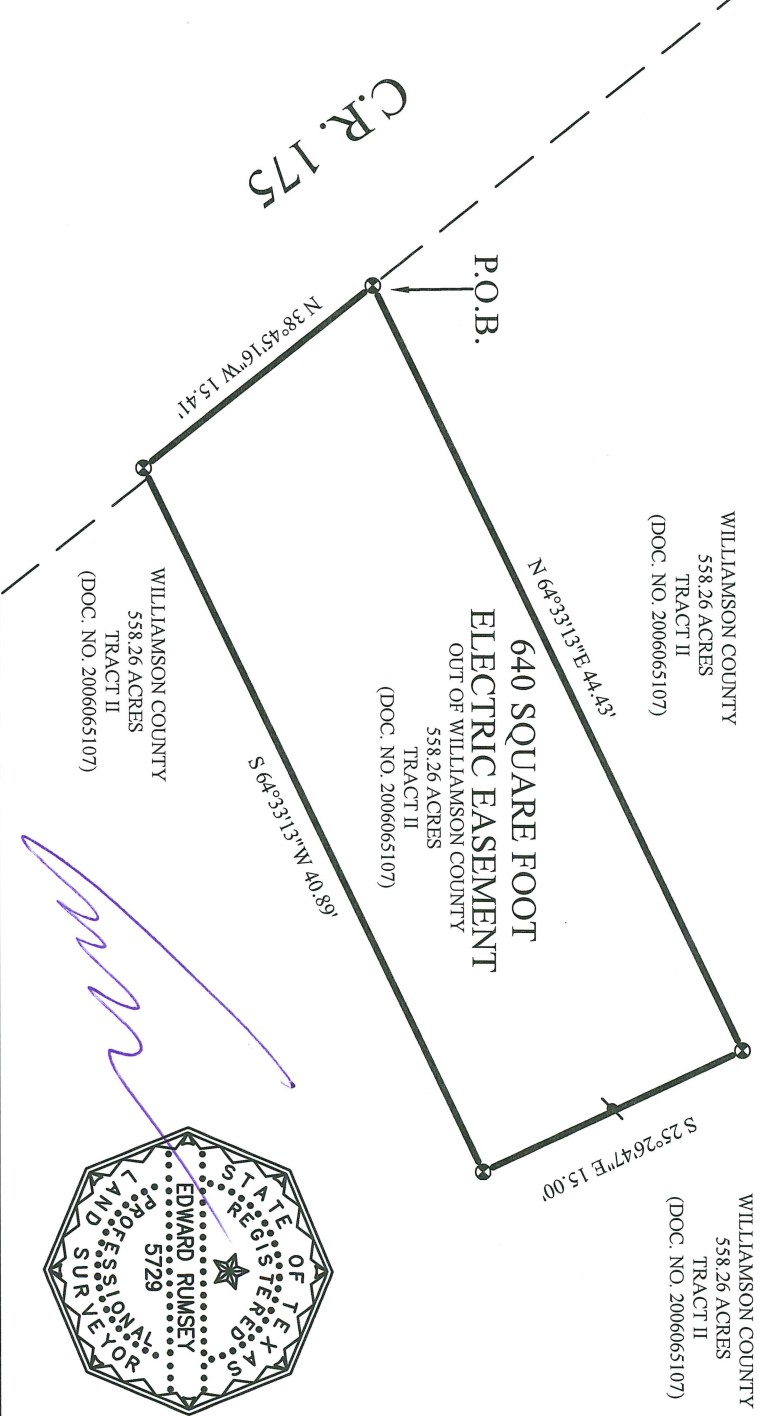 C.R. 175
P.O.B.
WILLIAMSON COUNTY
558.26 ACRES
TRACT II
(DOC. NO. 2006065107)
N 64°33'13"E 44.43'
640 SQUARE FOOT
ELECTRIC EASEMENT
OUT OF WILLIAMSON COUNTY
558.26 ACRES
TRACT II
(DOC. NO. 2006065107)
N 38°45'16"W 15.41'
S 64°33'13"W 40.89'
S 25°26'47"E 15.00'
WILLIAMSON COUNTY
558.26 ACRES
TRACT II
(DOC. NO. 2006065107)
WILLIAMSON COUNTY
558.26 ACRES
TRACT II
(DOC. NO. 2006065107)
STATE OF TEXAS
REGISTERED
EDWARD RUMSEY
5729
PROFESSIONAL
LAND SURVEYOR